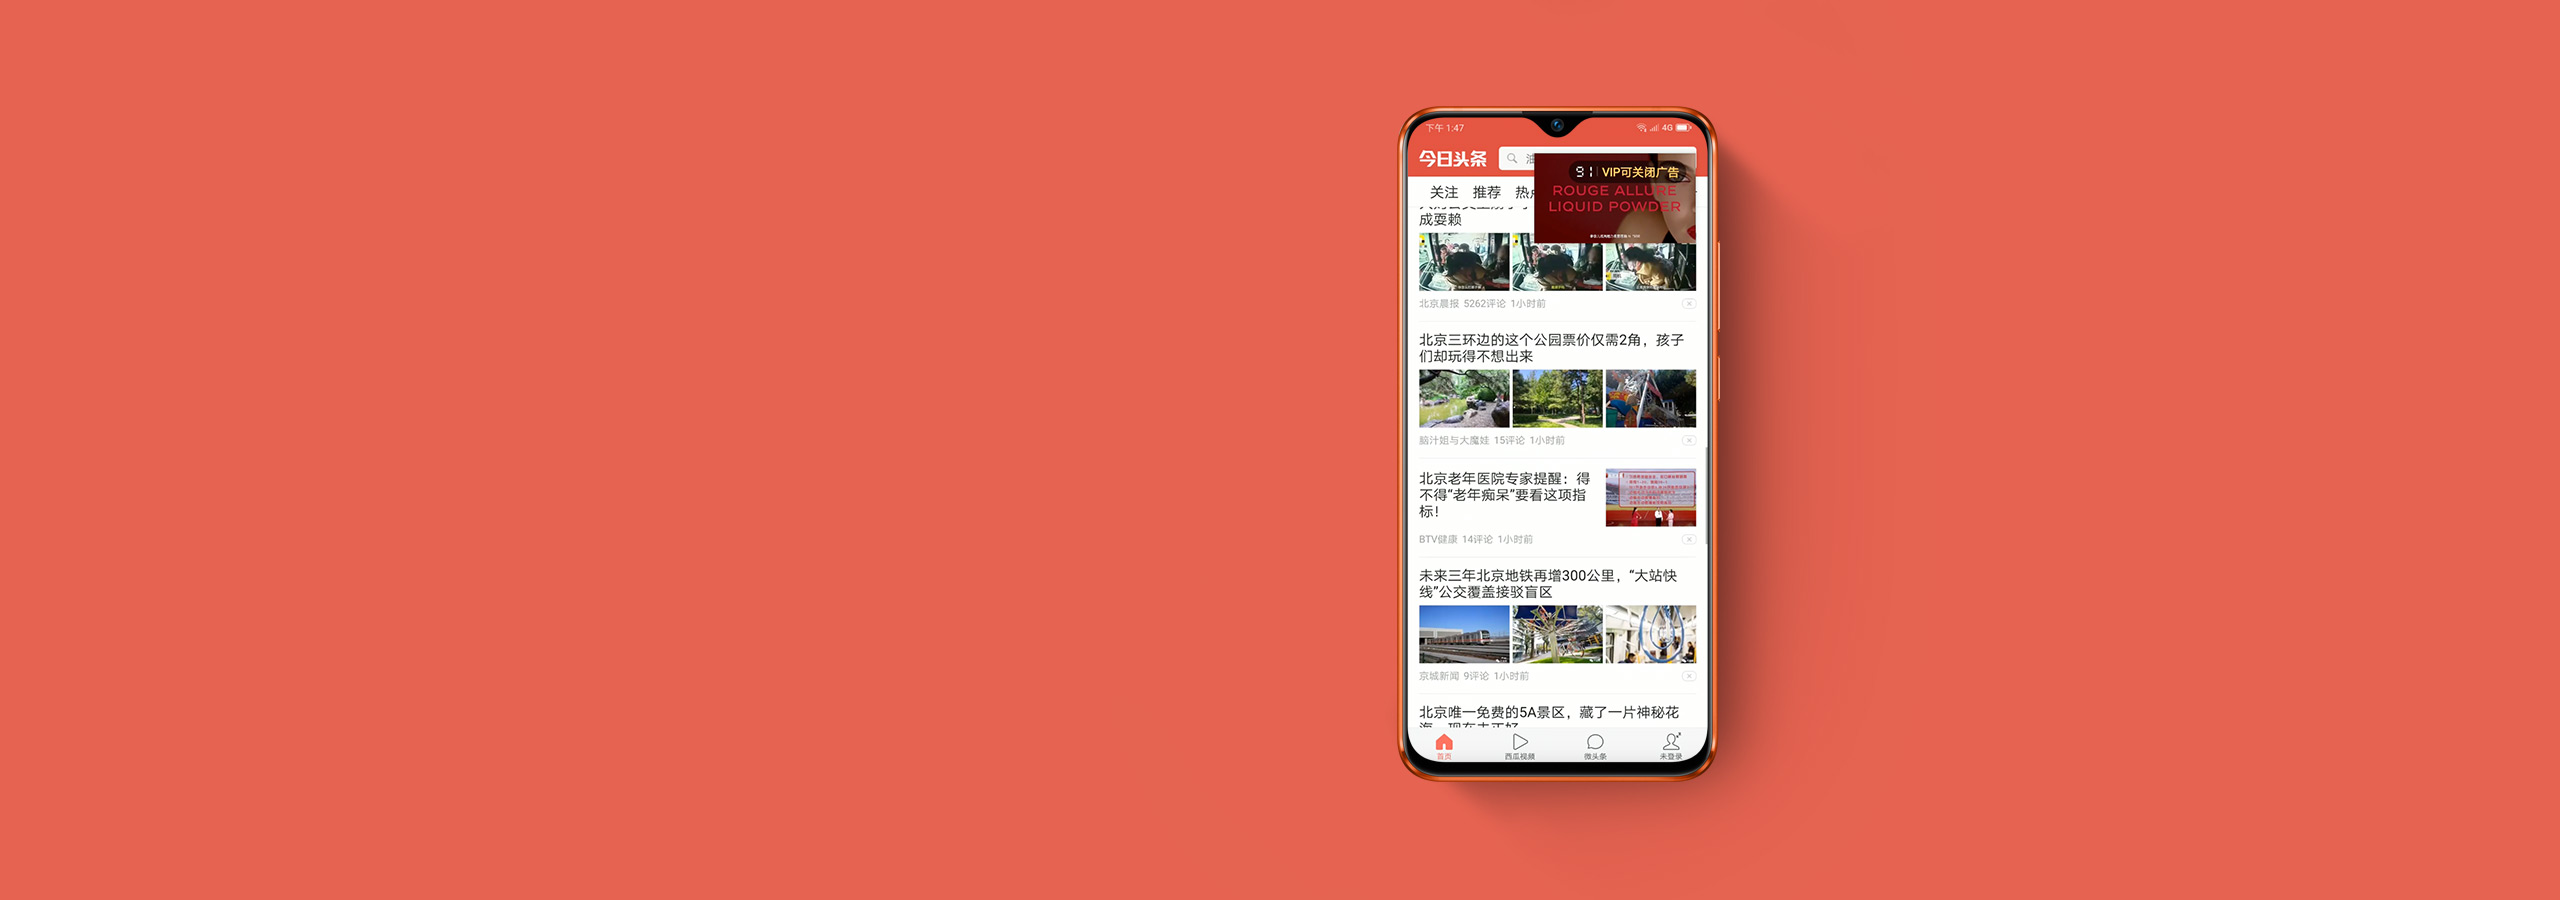 下午 1:47
4G
今日头条
91 VIP可关闭广告
关注 推荐
ROUGE ALLURE
LIQUID POWDER
成耍赖
北京晨报 5262评论 1小时前
北京三环边的这个公园票价仅需2角，孩子
们却玩得不想出来
脑汁姐与大魔娃 15评论 1小时前
北京老年医院专家提醒：得
不得“老年痴呆”要看这项指
标！
BTV健康 14评论 1小时前
未来三年北京地铁再增300公里，“大站快
线”公交覆盖接驳盲区
京城新闻 9评论 1小时前
北京唯一免费的5A景区，藏了一片神秘花
首页 西瓜视频 微头条 未登录